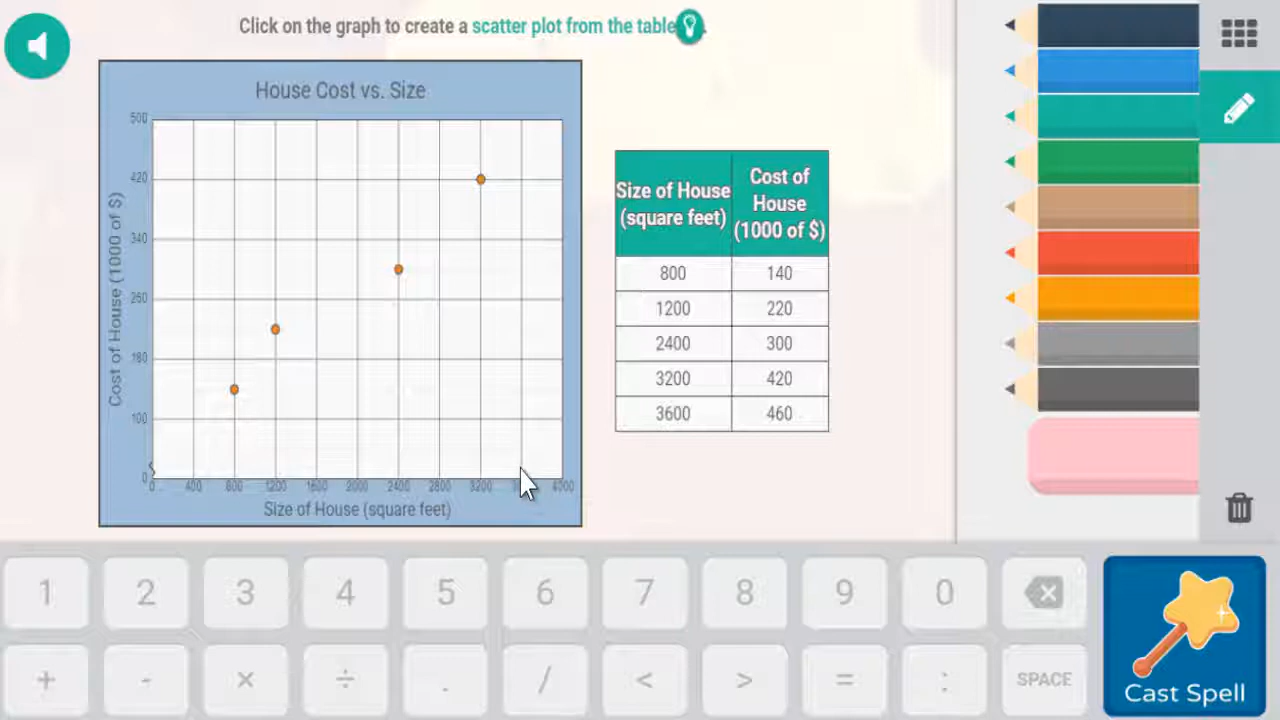 Click on the graph to create a scatter plot from the table.
House Cost vs. Size
500
420
340
260
180
100
0
Cost of House (1000 of $)
0 400 800 1200 1600 2000 2400 2800 3200 4000
Size of House (square feet)
Size of House (square feet) Cost of House (1000 of $)
800 140
1200 220
2400 300
3200 420
3600 460
1 2 3 4 5 6 7 8 9 0
+ - × ÷ . / < > = : SPACE
Cast Spell